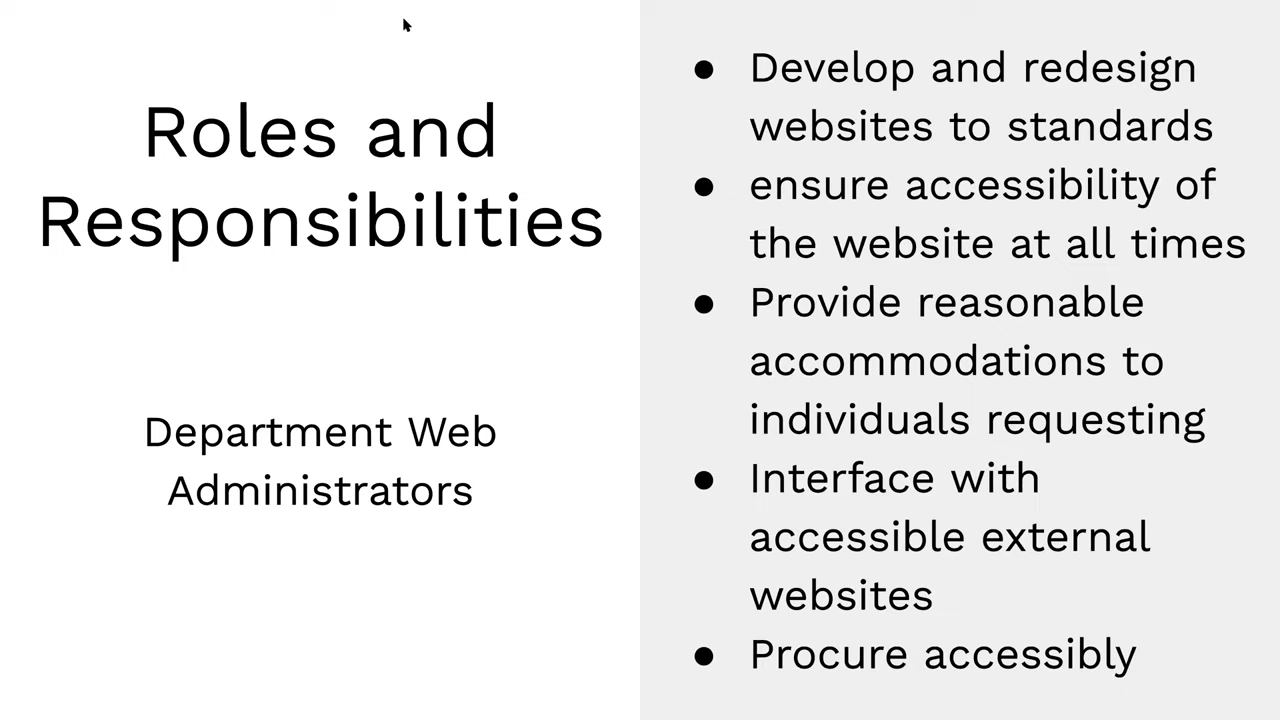 Roles and
Responsibilities
Department Web
Administrators
● Develop and redesign
websites to standards
● ensure accessibility of
the website at all times
● Provide reasonable
accommodations to
individuals requesting
● Interface with
accessible external
websites
● Procure accessibly